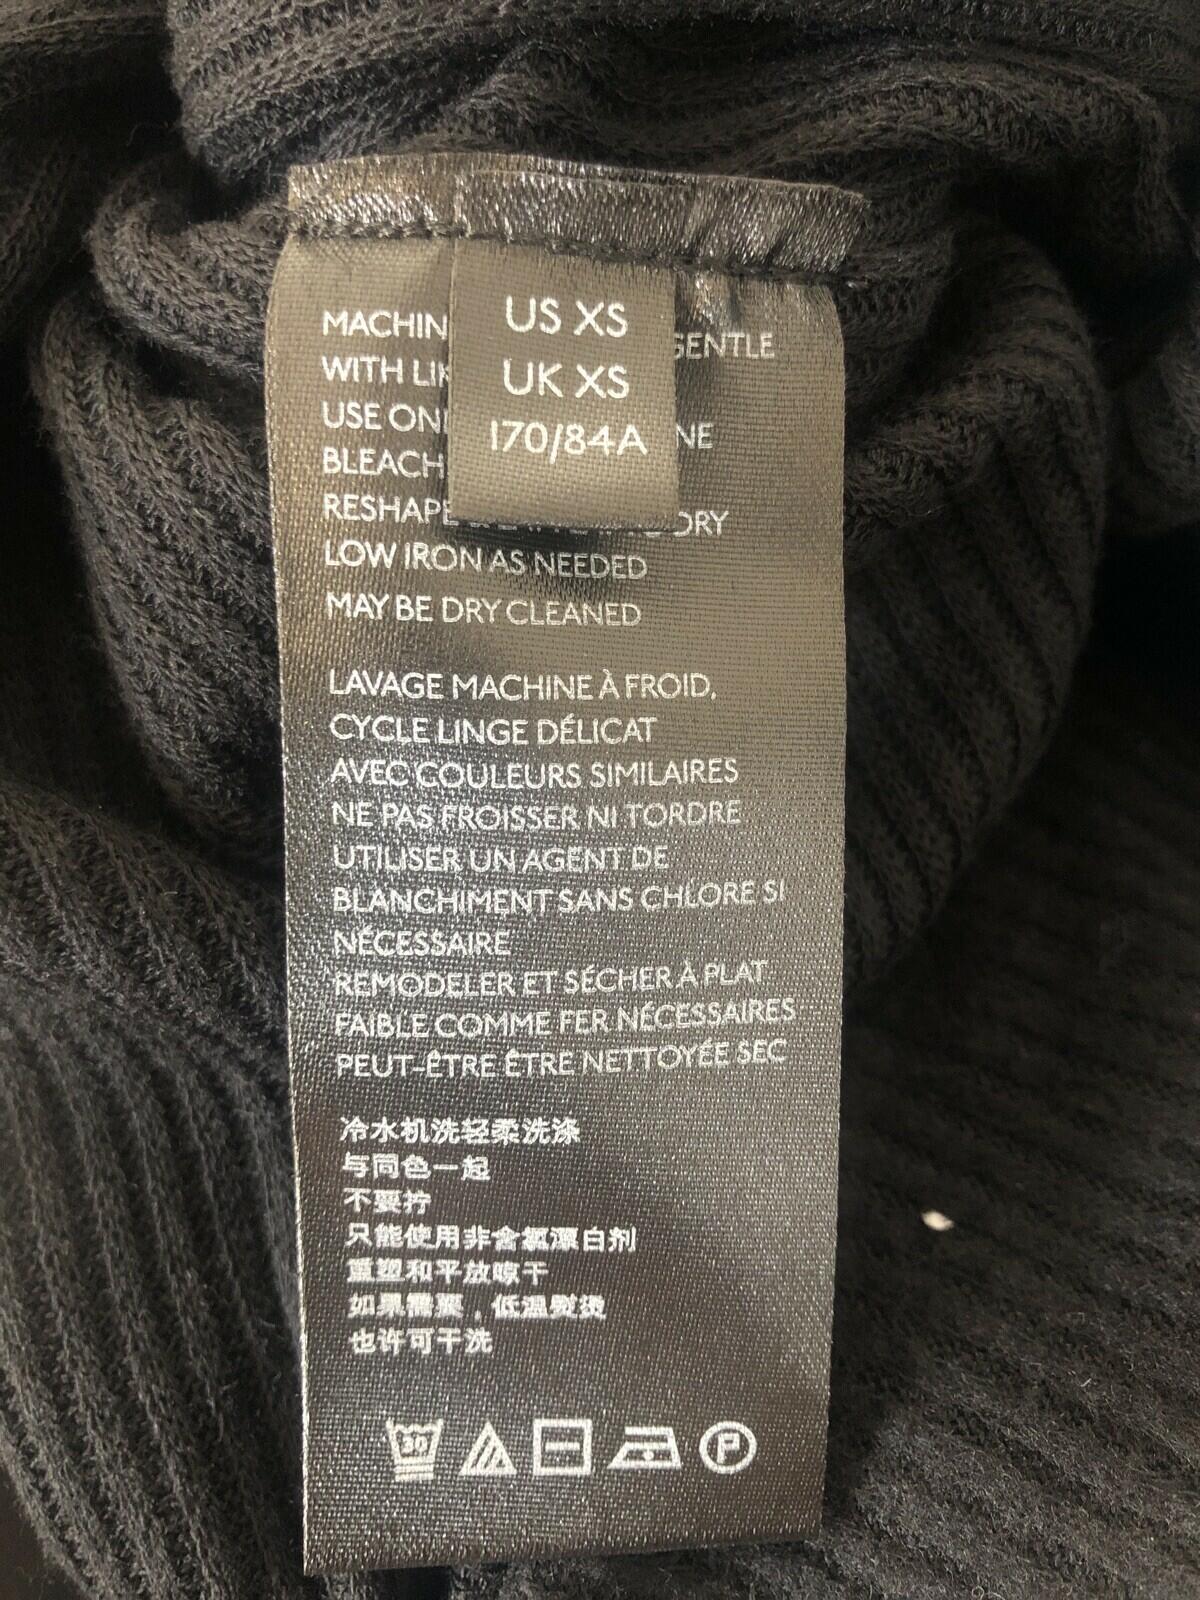 US XS
UK XS
170/84A
MACHIN GENTLE
WITH LIK
USE ON NE
BLEACH
RESHAPE DRY
LOW IRON AS NEEDED
MAY BE DRY CLEANED
LAVAGE MACHINE À FROID,
CYCLE LINGE DÉLICAT
AVEC COULEURS SIMILAIRES
NE PAS FROISSER NI TORDRE
UTILISER UN AGENT DE
BLANCHIMENT SANS CHLORE SI
NÉCESSAIRE
REMODELER ET SÉCHER À PLAT
FAIBLE COMME FER NÉCESSAIRES
PEUT-ÊTRE ÊTRE NETTOYÉE SEC
冷水机洗轻柔洗涤
与同色一起
不要拧
只能使用非含氯漂白剂
重塑和平放晾干
如果需要，低温熨烫
也许可干洗
30
P